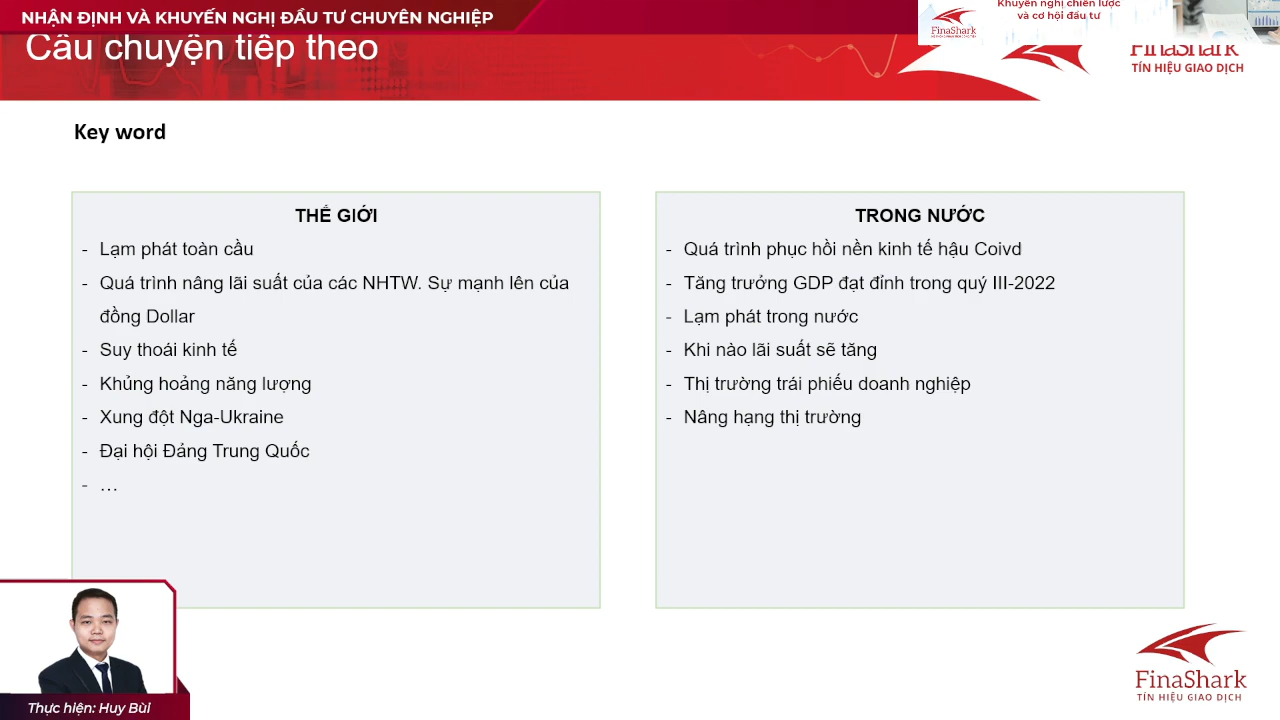 NHẬN ĐỊNH VÀ KHUYẾN NGHỊ ĐẦU TƯ CHUYÊN NGHIỆP
Khuyến nghị chiến lược
và cơ hội đầu tư
FinaShark
Câu chuyện tiếp theo
FinaShark
TÍN HIỆU GIAO DỊCH
Key word
THẾ GIỚI
- Lạm phát toàn cầu
- Quá trình nâng lãi suất của các NHTW. Sự mạnh lên của
đồng Dollar
- Suy thoái kinh tế
- Khủng hoảng năng lượng
- Xung đột Nga-Ukraine
- Đại hội Đảng Trung Quốc
- …
TRONG NƯỚC
- Quá trình phục hồi nền kinh tế hậu Coivd
- Tăng trưởng GDP đạt đỉnh trong quý III-2022
- Lạm phát trong nước
- Khi nào lãi suất sẽ tăng
- Thị trường trái phiếu doanh nghiệp
- Nâng hạng thị trường
Thực hiện: Huy Bùi
FinaShark
TÍN HIỆU GIAO DỊCH